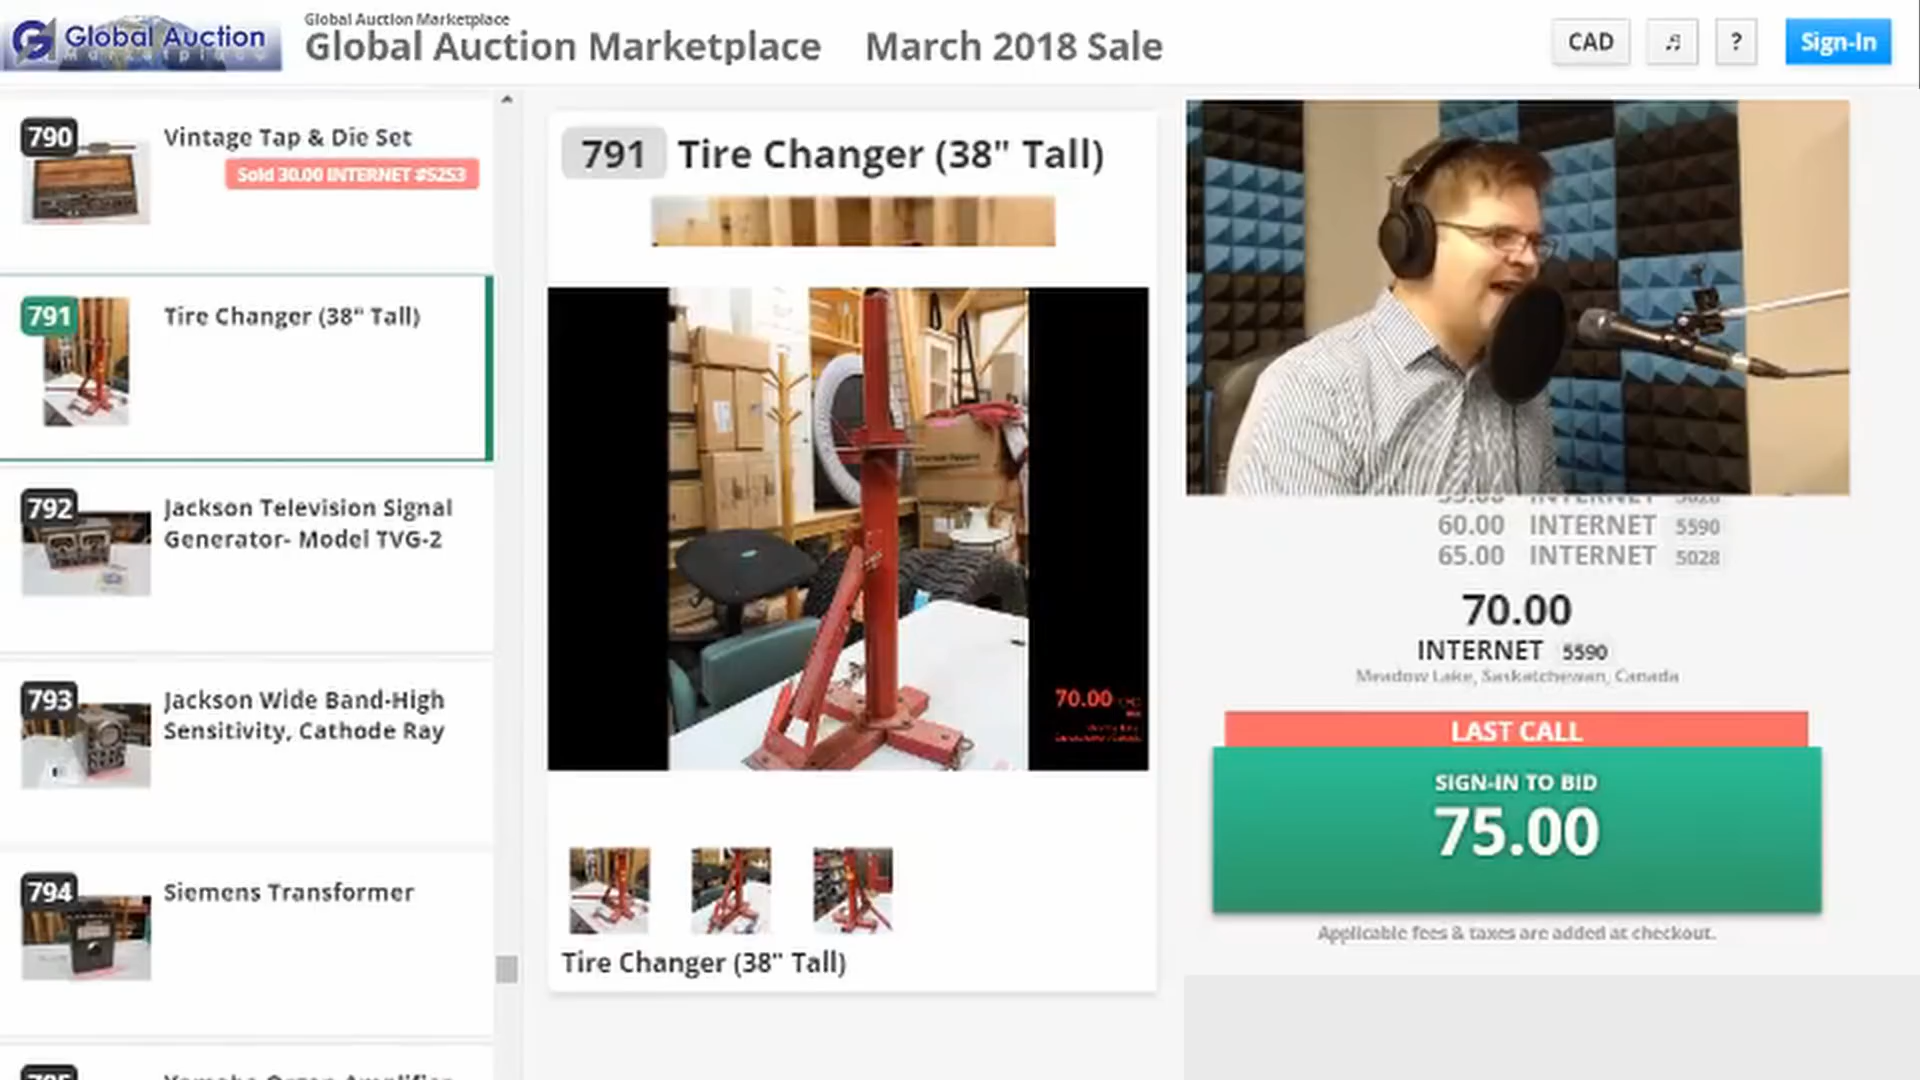 Global Auction
marketplace
Global Auction Marketplace
Global Auction Marketplace March 2018 Sale
CAD
?
Sign-In
790 Vintage Tap & Die Set
Sold 30.00 INTERNET #5253
791 Tire Changer (38" Tall)
792 Jackson Television Signal
Generator- Model TVG-2
793 Jackson Wide Band-High
Sensitivity, Cathode Ray
794 Siemens Transformer
791 Tire Changer (38" Tall)
70.00
Tire Changer (38" Tall)
INTERNET 5028
60.00 INTERNET 5590
65.00 INTERNET 5028
70.00
INTERNET 5590
Meadow Lake, Saskatchewan, Canada
LAST CALL
SIGN-IN TO BID
75.00
Applicable fees & taxes are added at checkout.